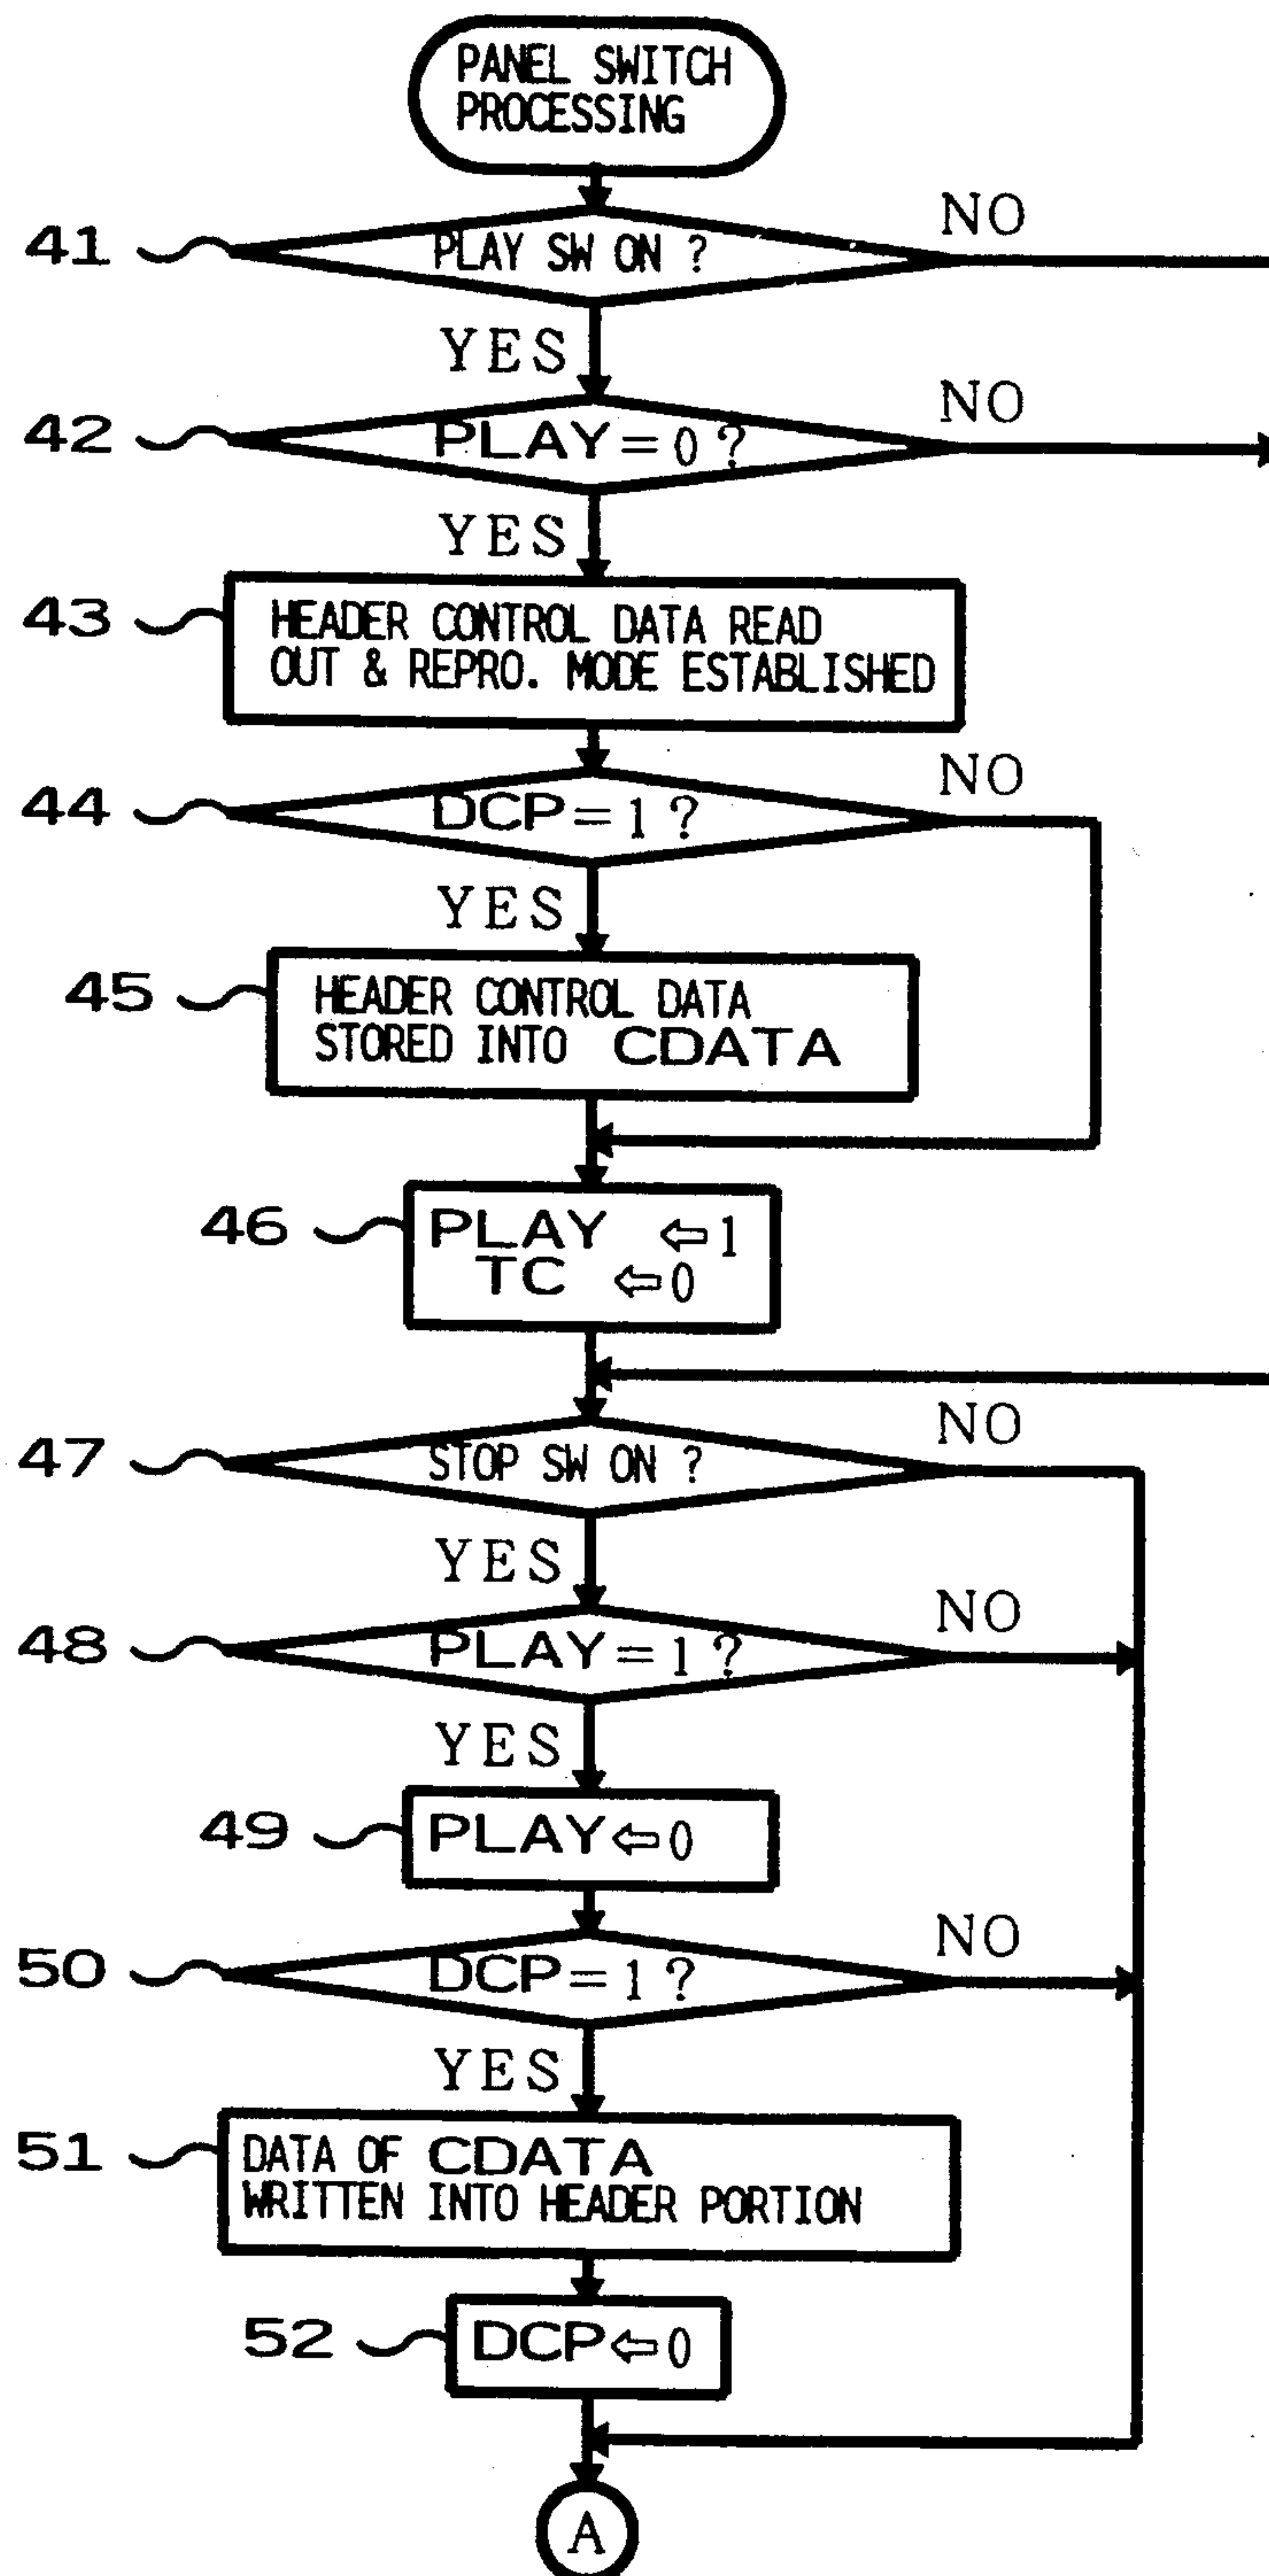 PANEL SWITCH
PROCESSING
41
PLAY SW ON ?
NO
YES
42
PLAY = 0 ?
NO
YES
43
HEADER CONTROL DATA READ
OUT & REPRO. MODE ESTABLISHED
44
DCP = 1 ?
NO
YES
45
HEADER CONTROL DATA
STORED INTO CDATA
46
PLAY ⇐ 1
TC ⇐ 0
47
STOP SW ON ?
NO
YES
48
PLAY = 1 ?
NO
YES
49
PLAY ⇐ 0
50
DCP = 1 ?
NO
YES
51
DATA OF CDATA
WRITTEN INTO HEADER PORTION
52
DCP ⇐ 0
A